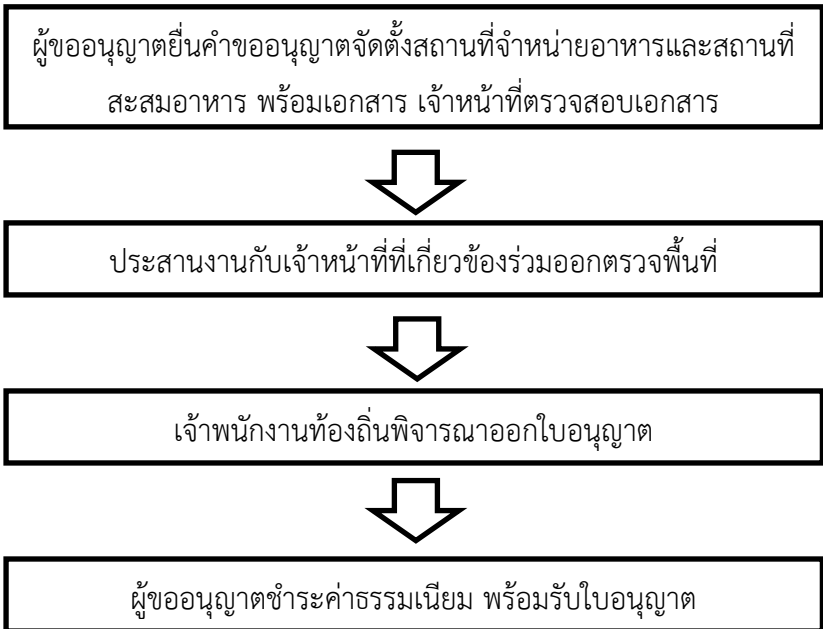 ผู้ขออนุญาตยื่นคำขออนุญาตจัดตั้งสถานที่จำหน่ายอาหารและสถานที่
สะสมอาหาร พร้อมเอกสาร เจ้าหน้าที่ตรวจสอบเอกสาร
ประสานงานกับเจ้าหน้าที่ที่เกี่ยวข้องร่วมออกตรวจพื้นที่
เจ้าพนักงานท้องถิ่นพิจารณาออกใบอนุญาต
ผู้ขออนุญาตชำระค่าธรรมเนียม พร้อมรับใบอนุญาต